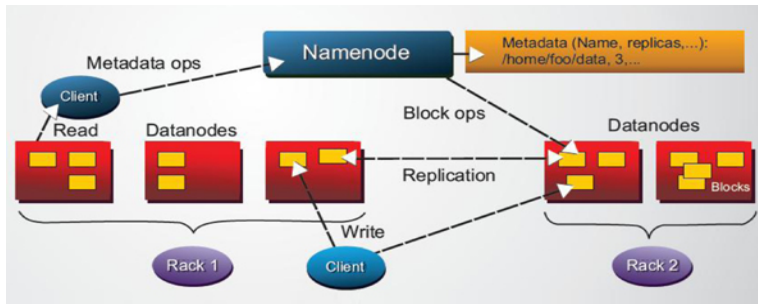 Namenode
Metadata (Name, replicas,...):
/home/foo/data, 3,...
Metadata ops
Client
Block ops
Read
Datanodes
Datanodes
Replication
Blocks
Write
Rack 1
Client
Rack 2